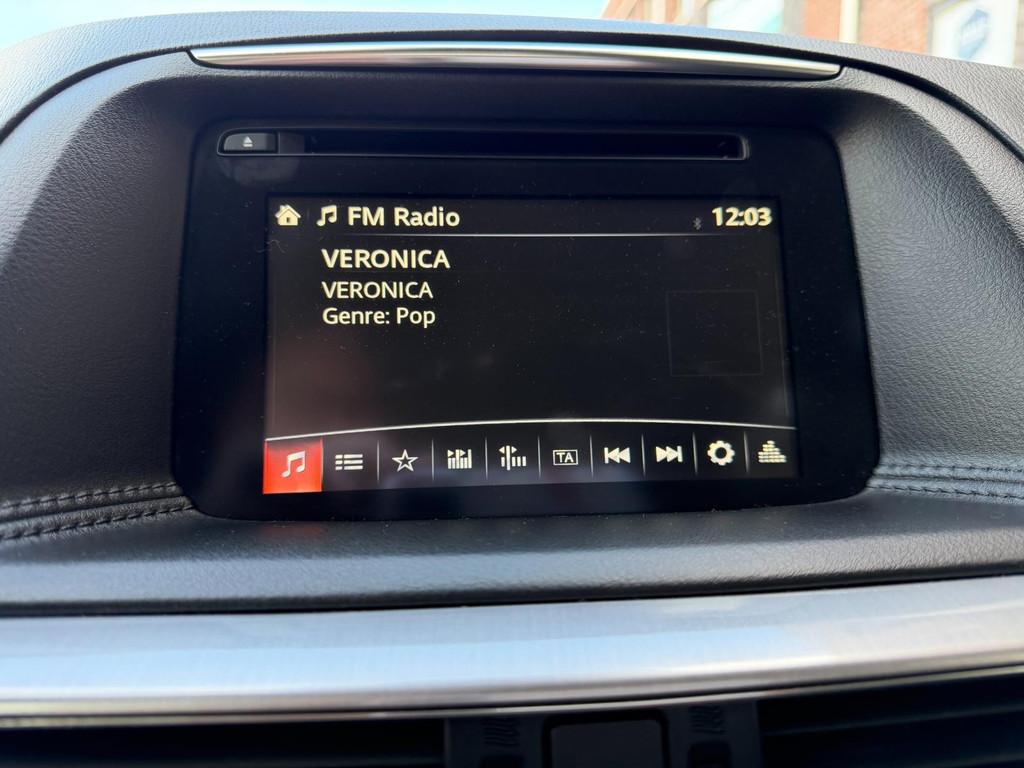 FM Radio 12:03
VERONICA
VERONICA
Genre: Pop
TA